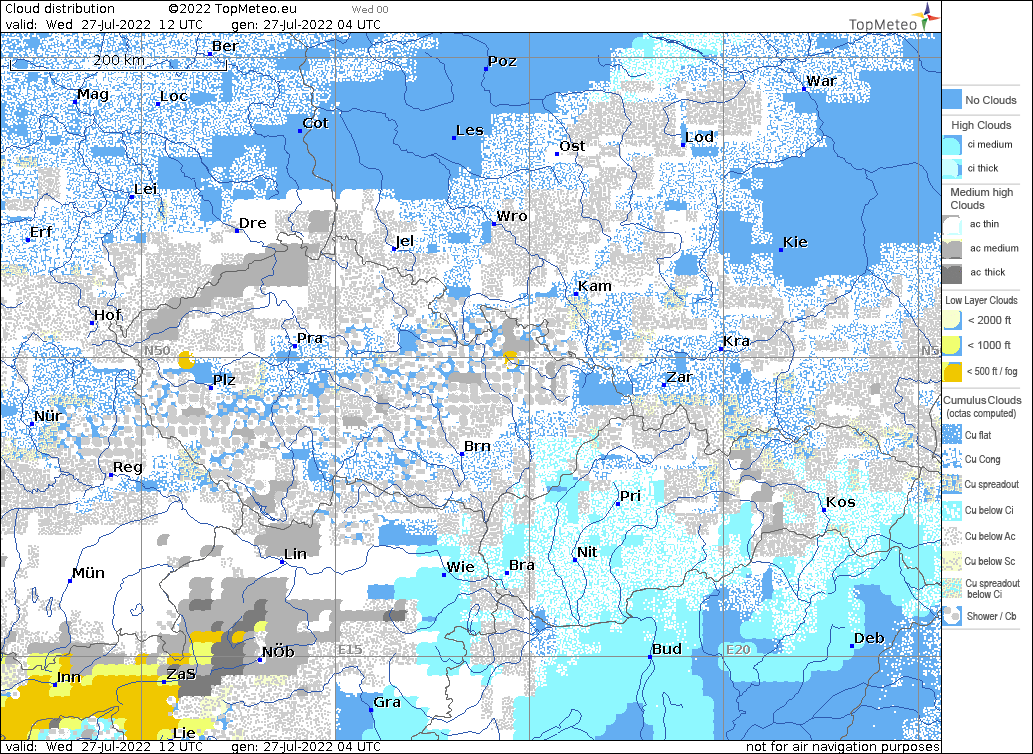 Cloud distribution ©2022 TopMeteo.eu Wed 00
valid: Wed 27-Jul-2022 12 UTC gen: 27-Jul-2022 04 UTC
TopMeteo
Ber
200 km
Poz
War
Mag
Loc
Cot
Les
Lod
Ost
Lei
Wro
Dre
Erf
Jel
Kie
Kam
Hof
Pra
Kra
N50
N5
Plz
Zar
Nür
Brn
Reg
Pri
Kos
Lin
Nit
Mün
Wie
Bra
Deb
NÖb
E15
Bud
E20
Inn
ZaS
Gra
Lie
valid: Wed 27-Jul-2022 12 UTC gen: 27-Jul-2022 04 UTC not for air navigation purposes
No Clouds
High Clouds
ci medium
ci thick
Medium high
Clouds
ac thin
ac medium
ac thick
Low Layer Clouds
< 2000 ft
< 1000 ft
< 500 ft / fog
Cumulus Clouds
(octas computed)
Cu flat
Cu Cong
Cu spreadout
Cu below Ci
Cu below Ac
Cu below Sc
Cu spreadout
below Ci
Shower / Cb